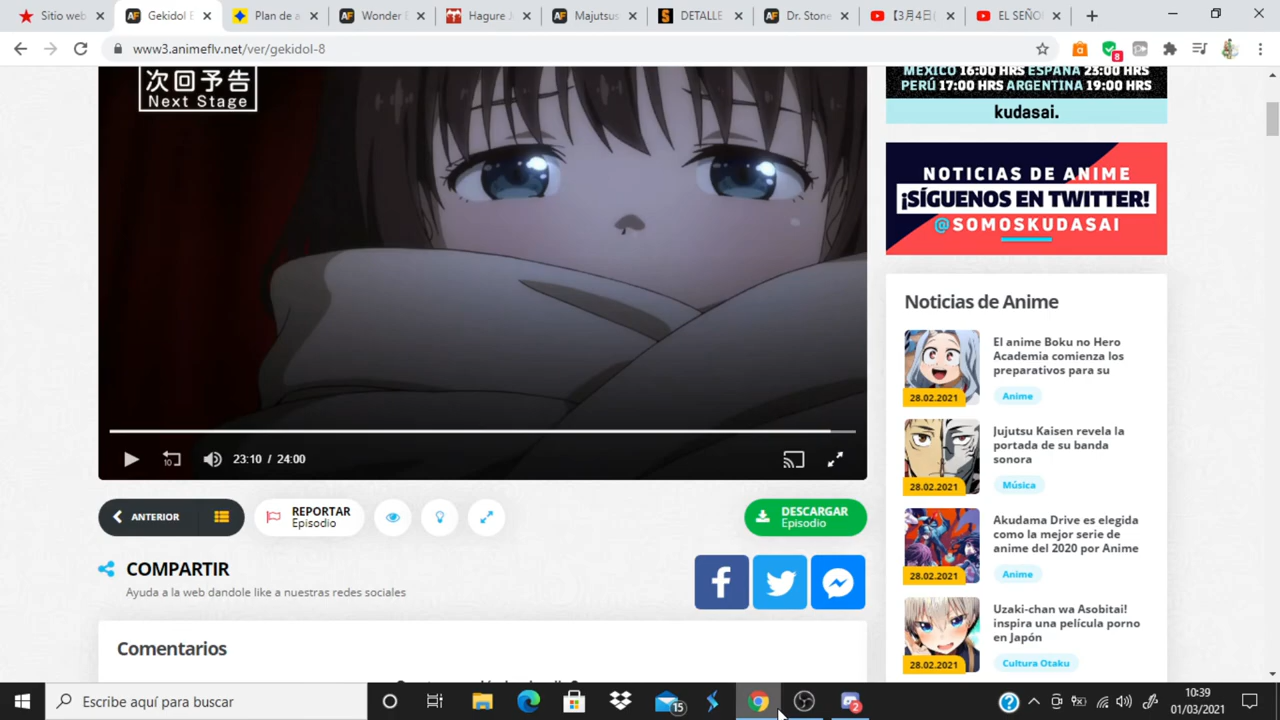 Sitio web
Gekidol E
Plan de a
Wonder E
Hagure J
Majutsus
DETALLE
Dr. Stone
【3月4日(
EL SEÑO
www3.animeflv.net/ver/gekidol-8
8
次回予告
Next Stage
MÉXICO 16:00 HRS ESPAÑA 23:00 HRS
PERÚ 17:00 HRS ARGENTINA 19:00 HRS
kudasai.
NOTICIAS DE ANIME
¡SÍGUENOS EN TWITTER!
@SOMOSKUDASAI
Noticias de Anime
El anime Boku no Hero
Academia comienza los
preparativos para su
28.02.2021
Anime
Jujutsu Kaisen revela la
portada de su banda
sonora
28.02.2021
Música
Akudama Drive es elegida
como la mejor serie de
anime del 2020 por Anime
28.02.2021
Anime
Uzaki-chan wa Asobitai!
inspira una película porno
en Japón
28.02.2021
Cultura Otaku
10
23:10 / 24:00
ANTERIOR
REPORTAR
Episodio
DESCARGAR
Episodio
COMPARTIR
Ayuda a la web dandole like a nuestras redes sociales
Comentarios
Escribe aquí para buscar
15
2
10:39
01/03/2021